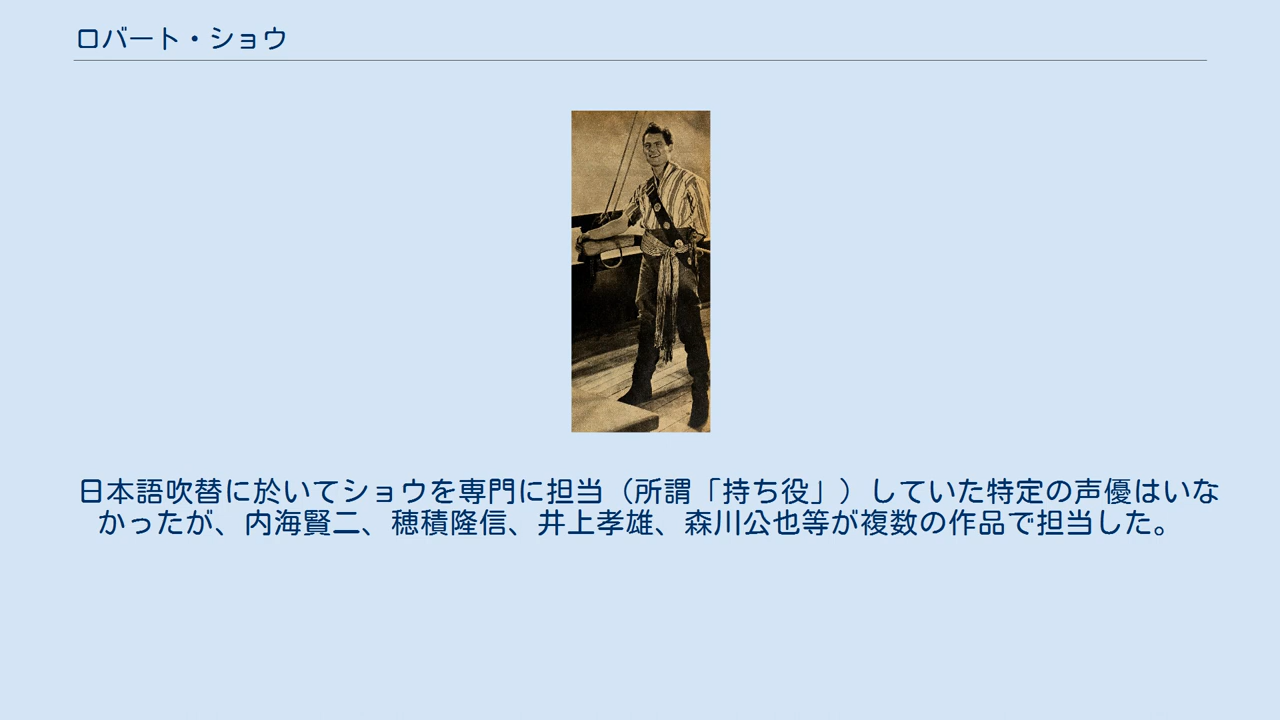 ロバート・ショウ
日本語吹替に於いてショウを専門に担当（所謂「持ち役」）していた特定の声優はいな
かったが、内海賢二、穂積隆信、井上孝雄、森川公也等が複数の作品で担当した。